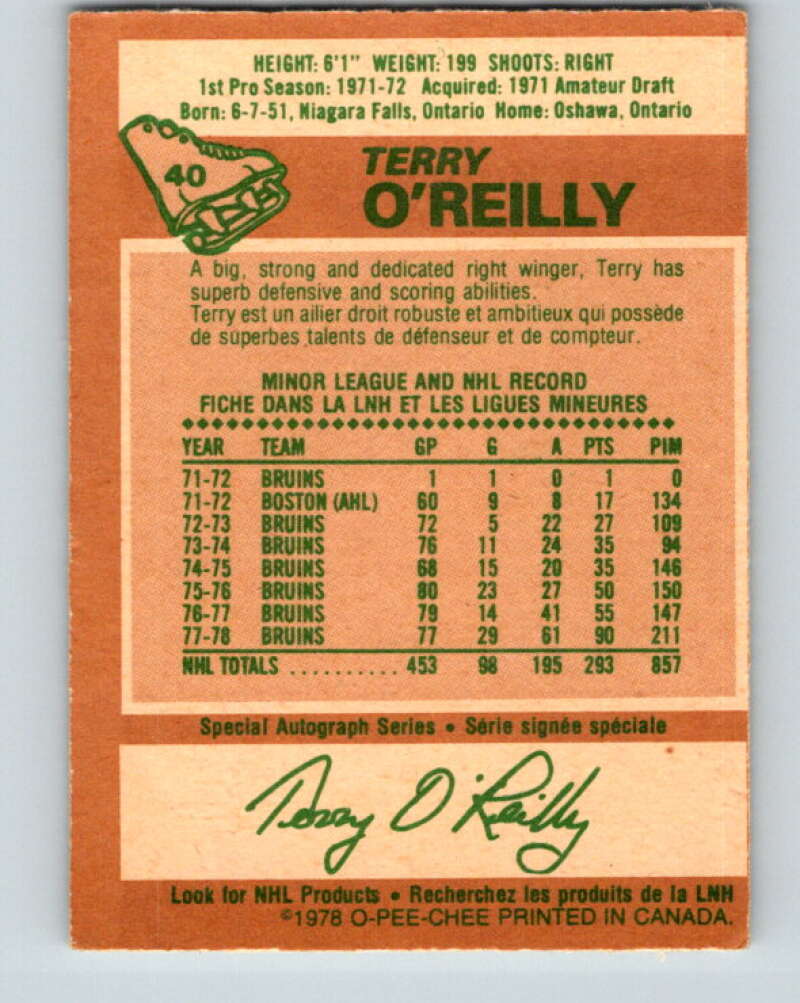 HEIGHT: 6'1" WEIGHT: 199 SHOOTS: RIGHT
1st Pro Season: 1971-72 Acquired: 1971 Amateur Draft
Born: 6-7-51, Niagara Falls, Ontario Home: Oshawa, Ontario
40
TERRY
O'REILLY
A big, strong and dedicated right winger, Terry has
superb defensive and scoring abilities.
Terry est un ailier droit robuste et ambitieux qui possède
de superbes talents de défenseur et de compteur.
MINOR LEAGUE AND NHL RECORD
FICHE DANS LA LNH ET LES LIGUES MINEURES
YEAR TEAM GP G A PTS PIM
71-72 BRUINS 1 1 0 1 0
71-72 BOSTON (AHL) 60 9 8 17 134
72-73 BRUINS 72 5 22 27 109
73-74 BRUINS 76 11 24 35 94
74-75 BRUINS 68 15 20 35 146
75-76 BRUINS 80 23 27 50 150
76-77 BRUINS 79 14 41 55 147
77-78 BRUINS 77 29 61 90 211
NHL TOTALS .......... 453 98 195 293 857
Special Autograph Series • Série signée spéciale
Terry O'Reilly
Look for NHL Products • Recherchez les produits de la LNH
©1978 O-PEE-CHEE PRINTED IN CANADA.